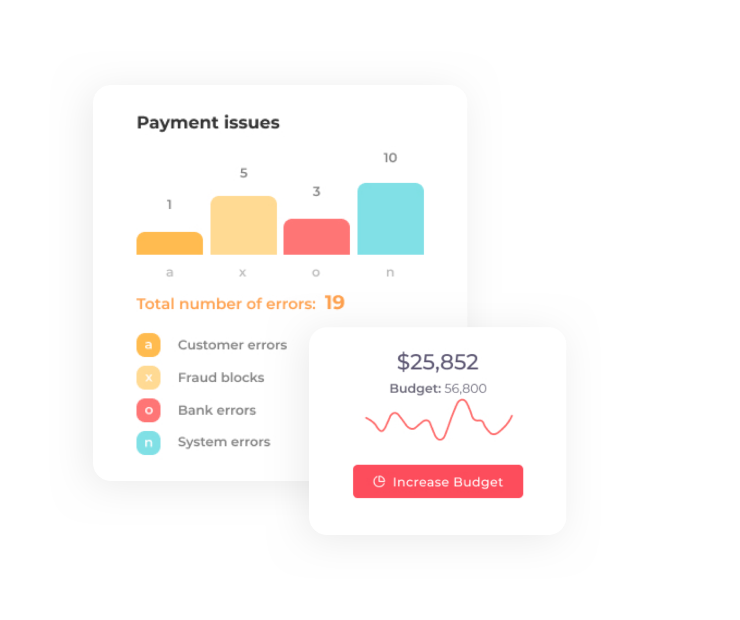 Payment issues
1
5
3
10
a
x
o
n
Total number of errors: 19
a Customer errors
x Fraud blocks
o Bank errors
n System errors
$25,852
Budget: 56,800
Increase Budget